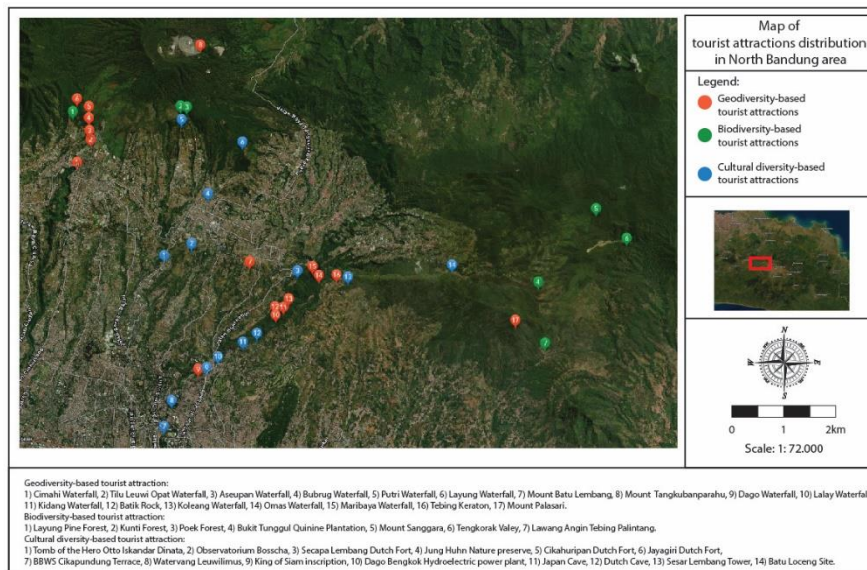 Map of
tourist attractions distribution
in North Bandung area
Legend:
Geodiversity-based
tourist attractions
Biodiversity-based
tourist attractions
Cultural diversity-based
tourist attractions
N
W
E
S
0 1 2km
Scale: 1: 72.000
Geodiversity-based tourist attraction:
1) Cimahi Waterfall, 2) Tilu Leuwi Opat Waterfall, 3) Aseupan Waterfall, 4) Bubrug Waterfall, 5) Putri Waterfall, 6) Layung Waterfall, 7) Mount Batu Lembang, 8) Mount Tangkubanparahu, 9) Dago Waterfall, 10) Lalay Waterfall
11) Kidang Waterfall, 12) Batik Rock, 13) Koleang Waterfall, 14) Omas Waterfall, 15) Maribaya Waterfall, 16) Tebing Keraton, 17) Mount Palasari.
Biodiversity-based tourist attraction:
1) Layung Pine Forest, 2) Kunti Forest, 3) Poek Forest, 4) Bukit Tunggul Quinine Plantation, 5) Mount Sanggara, 6) Tengkorak Valey, 7) Lawang Angin Tebing Palintang.
Cultural diversity-based tourist attraction:
1) Tomb of the Hero Otto Iskandar Dinata, 2) Observatorium Bosscha, 3) Secapa Lembang Dutch Fort, 4) Jung Huhn Nature preserve, 5) Cikahuripan Dutch Fort, 6) Jayagiri Dutch Fort,
7) BBWS Cikapundung Terrace, 8) Watervang Leuwilimus, 9) King of Siam inscription, 10) Dago Bengkok Hydroelectric power plant, 11) Japan Cave, 12) Dutch Cave, 13) Sesar Lembang Tower, 14) Batu Loceng Site.